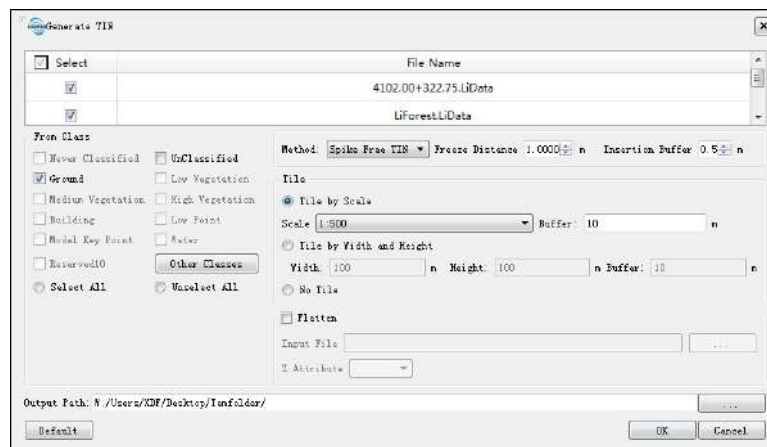 Generate TIN
Select File Name
4102.00+322.75.LiData
LiForest.LiData
From Class
Never Classified UnClassified
Ground Low Vegetation
Medium Vegetation High Vegetation
Building Low Point
Model Key Point Water
Reserved10 Other Classes
Select All Unselect All
Method: Spike Free TIN Freeze Distance 1.0000 m Insertion Buffer 0.5 m
Tile
Tile by Scale
Scale 1:500 Buffer: 10 m
Tile by Width and Height
Width: 100 m Height: 100 m Buffer: 10 m
No Tile
Flatten
Input File ...
Z Attribute
Output Path: N:/Users/XDF/Desktop/Temfolder/ ...
Default OK Cancel